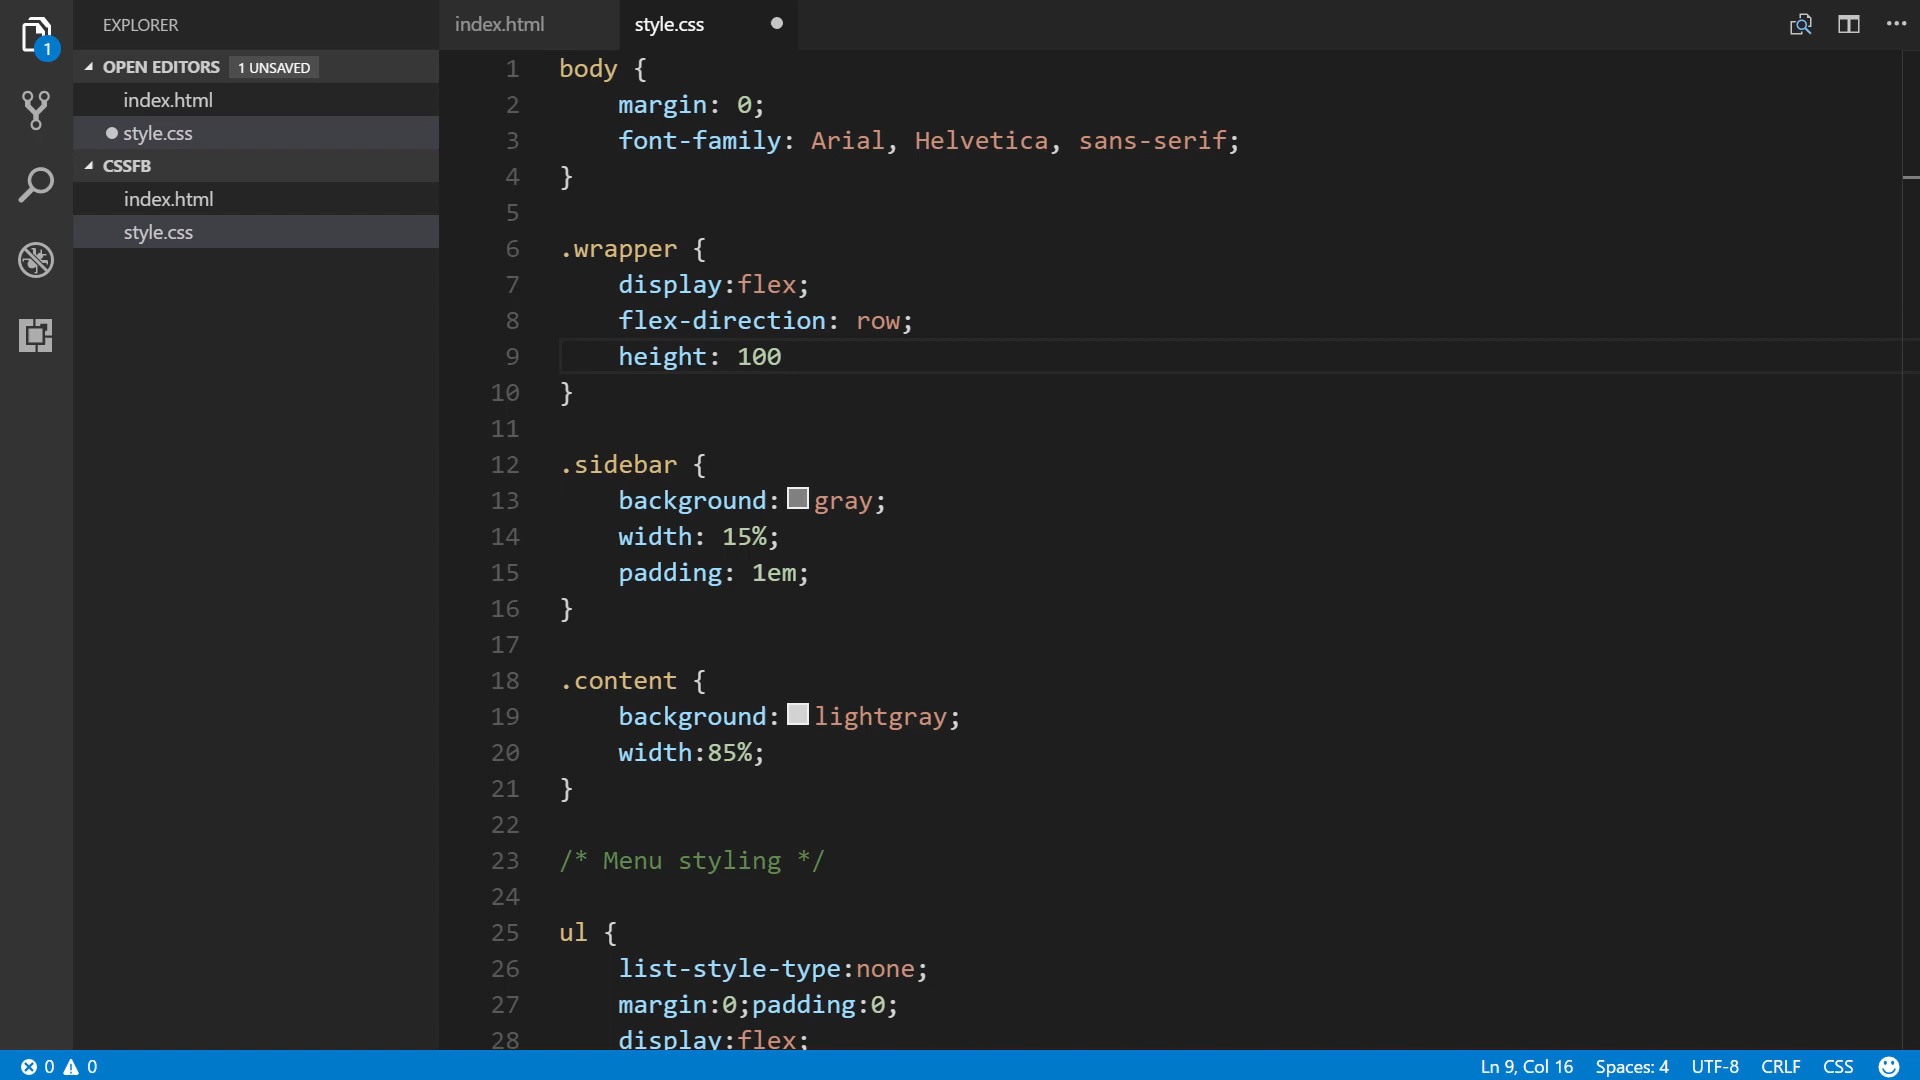 EXPLORER
1
OPEN EDITORS 1 UNSAVED
index.html
style.css
CSSFB
index.html
style.css
index.html style.css
1 body {
2     margin: 0;
3     font-family: Arial, Helvetica, sans-serif;
4 }
5
6 .wrapper {
7     display:flex;
8     flex-direction: row;
9     height: 100
10 }
11
12 .sidebar {
13     background:gray;
14     width: 15%;
15     padding: 1em;
16 }
17
18 .content {
19     background:lightgray;
20     width:85%;
21 }
22
23 /* Menu styling */
24
25 ul {
26     list-style-type:none;
27     margin:0;padding:0;
28     display:flex;
0 0 Ln 9, Col 16 Spaces: 4 UTF-8 CRLF CSS